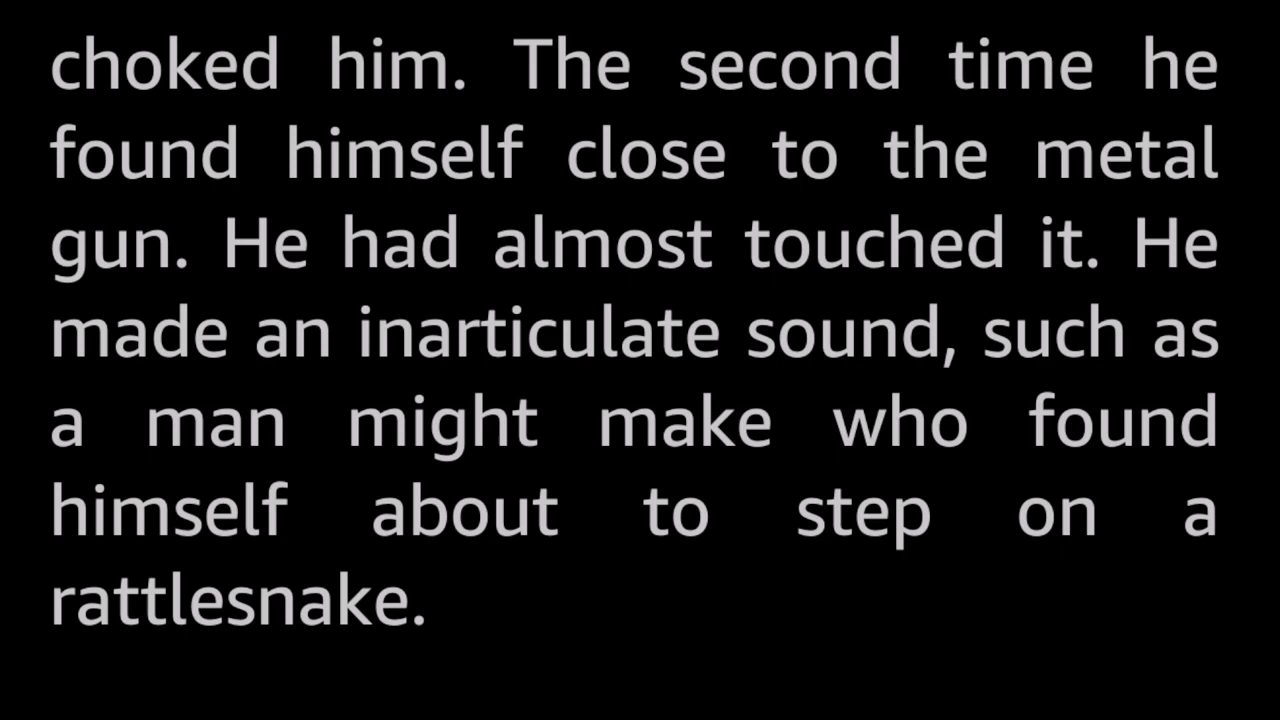 choked him. The second time he
found himself close to the metal
gun. He had almost touched it. He
made an inarticulate sound, such as
a man might make who found
himself about to step on a
rattlesnake.